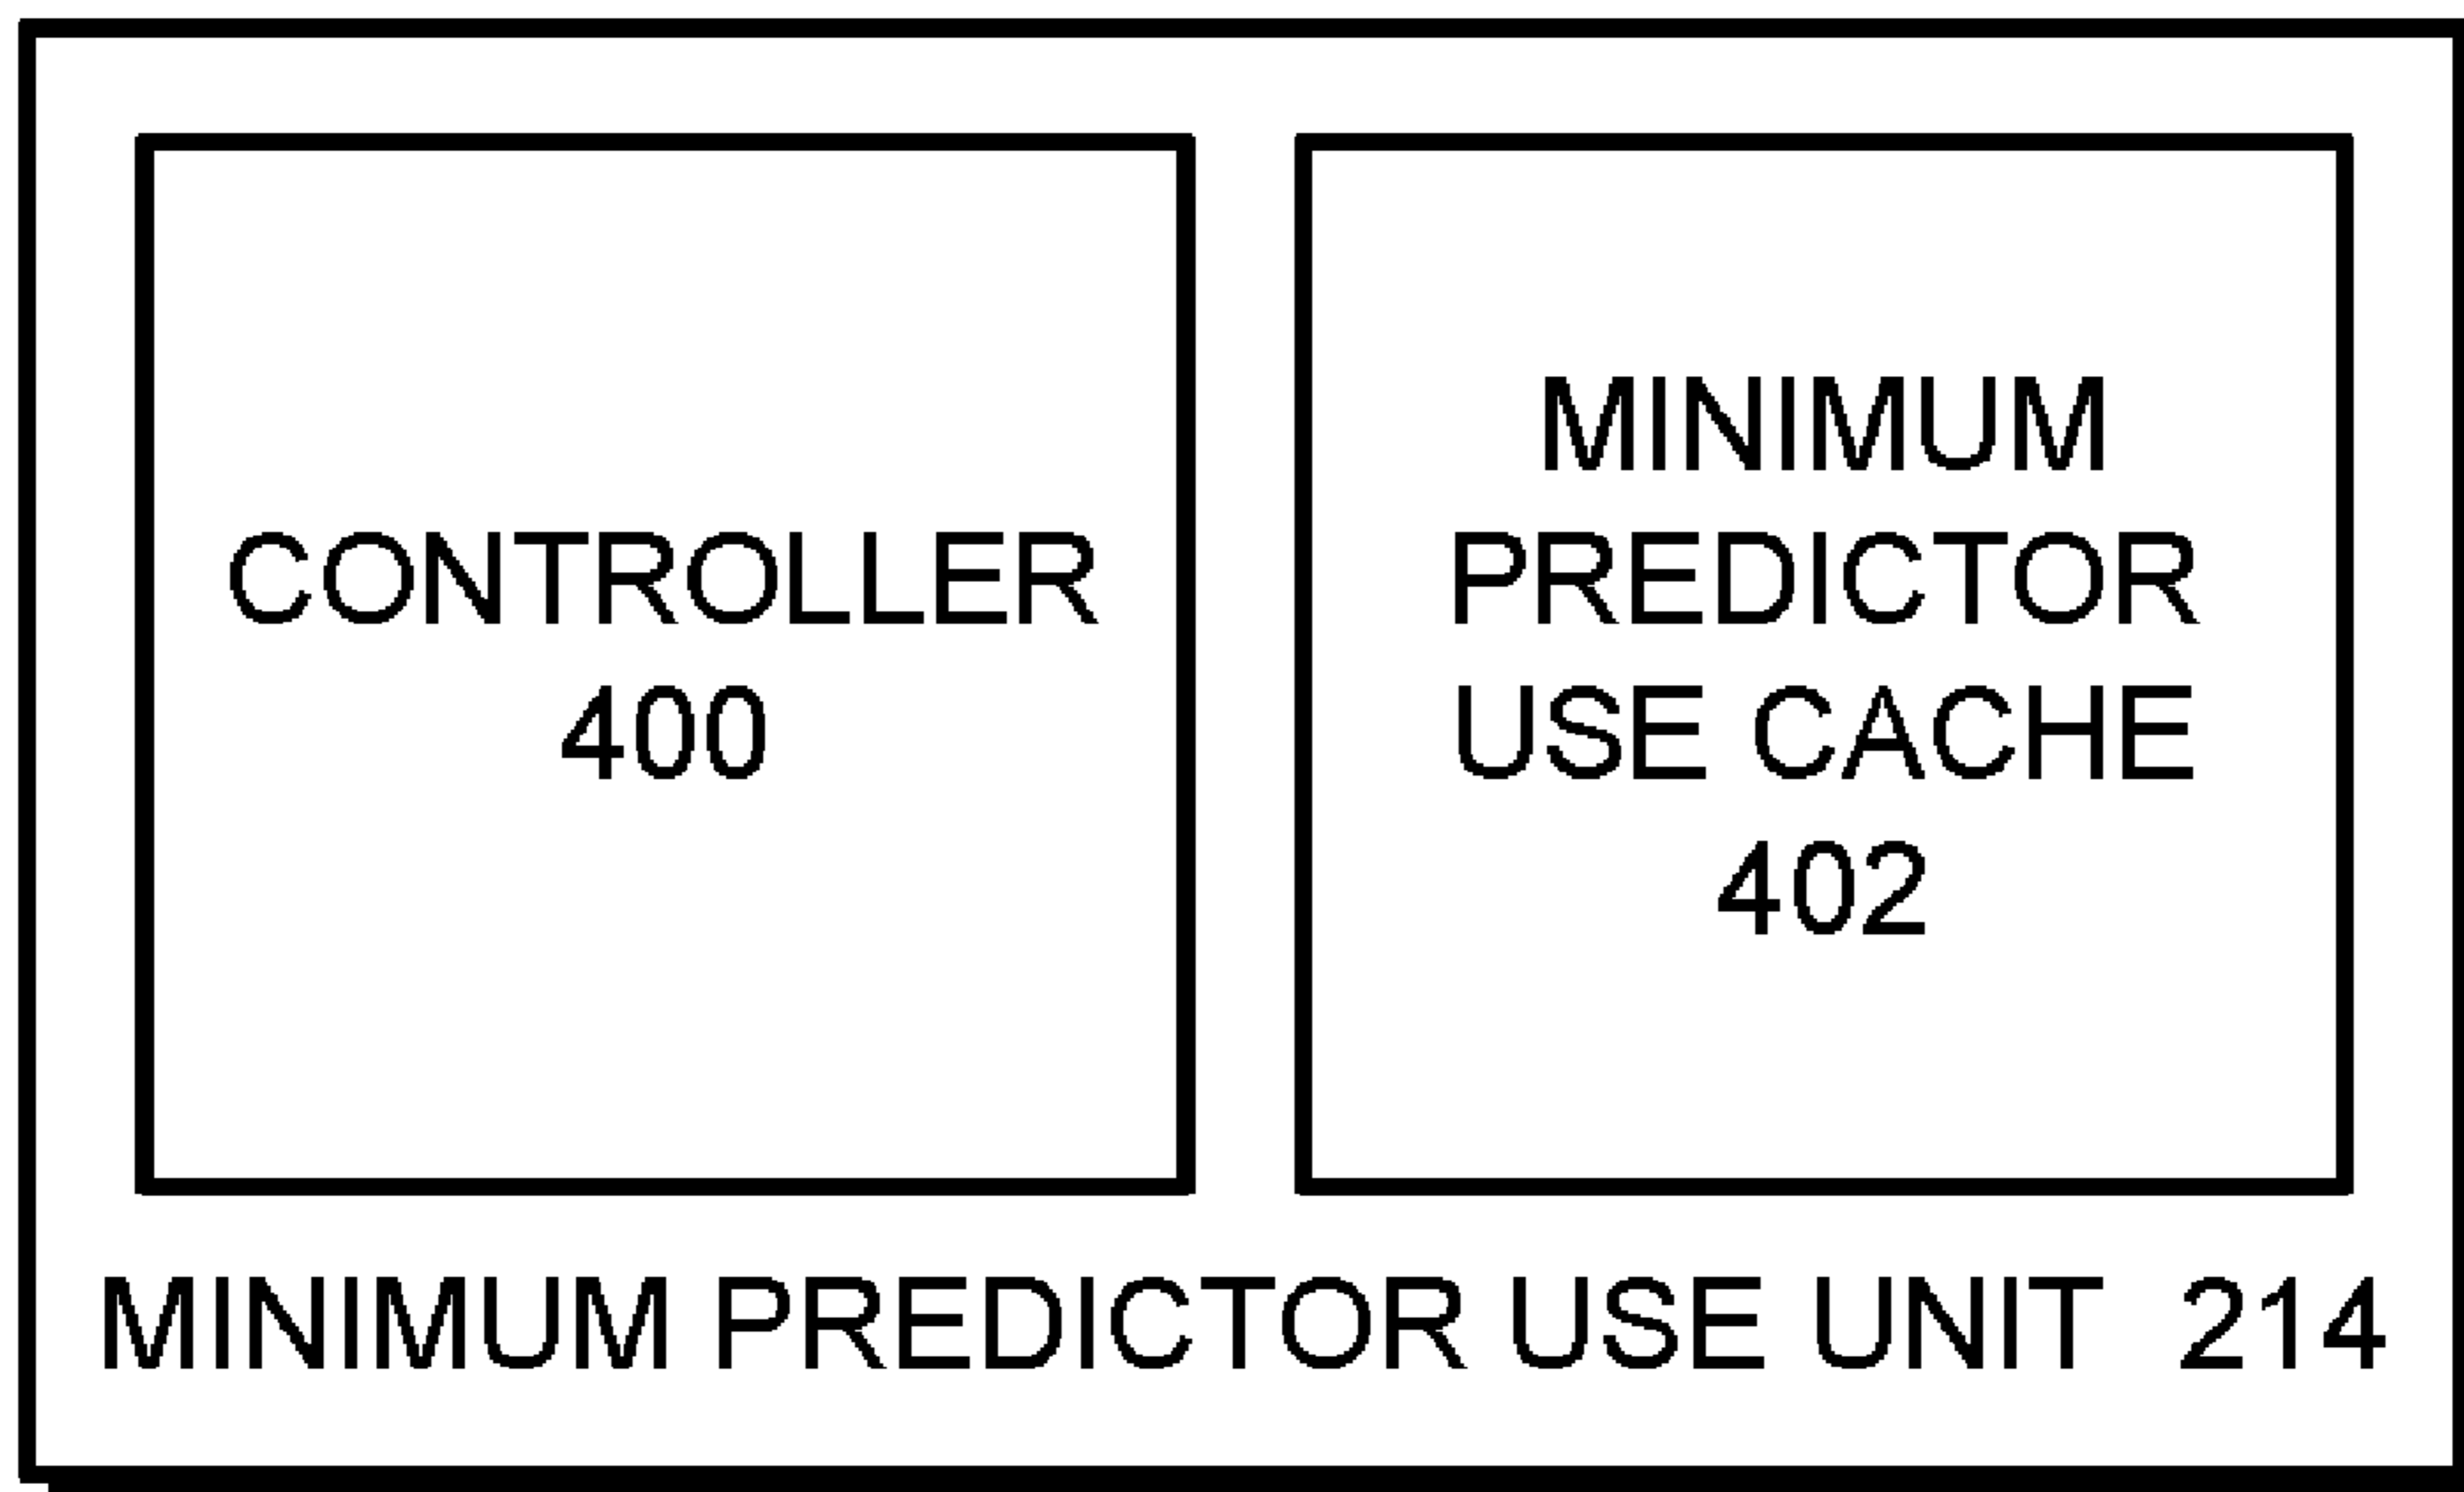 CONTROLLER
400
MINIMUM
PREDICTOR
USE CACHE
402
MINIMUM PREDICTOR USE UNIT 214